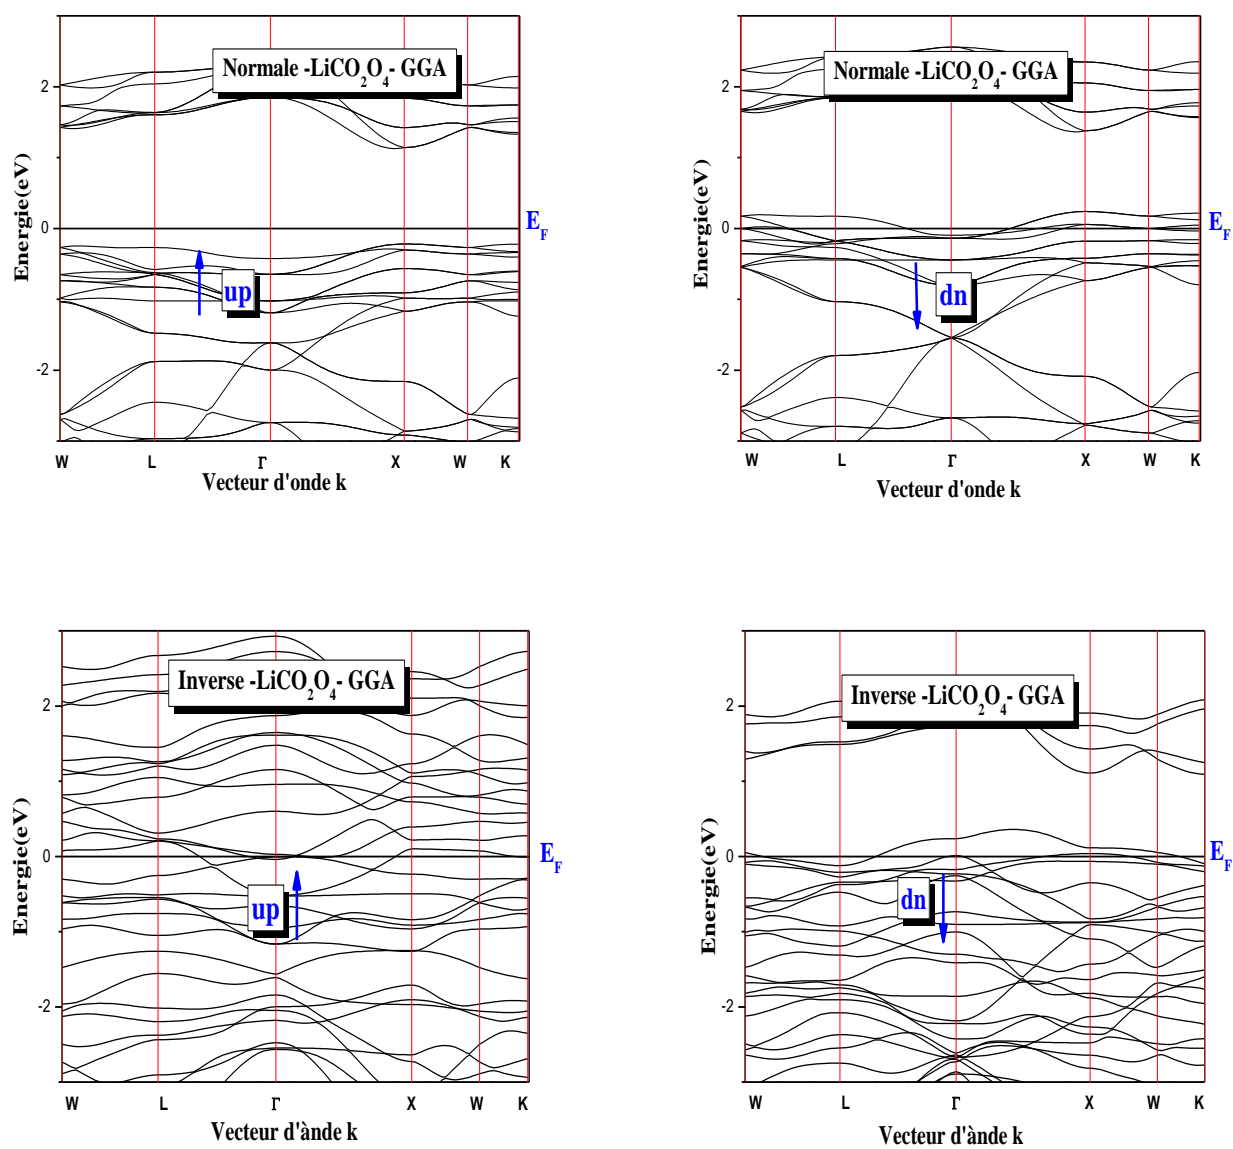 Normale -LiCO2O4- GGA
2
0
-2
Energie(eV)
EF
up
W L Γ X W K
Vecteur d'onde k
Normale -LiCO2O4- GGA
2
0
-2
Energie(eV)
EF
dn
W L Γ X W K
Vecteur d'onde k
Inverse -LiCO2O4- GGA
2
0
-2
Energie(eV)
EF
up
W L Γ X W K
Vecteur d'ànde k
Inverse -LiCO2O4- GGA
2
0
-2
Energie(eV)
EF
dn
W L Γ X W K
Vecteur d'ànde k